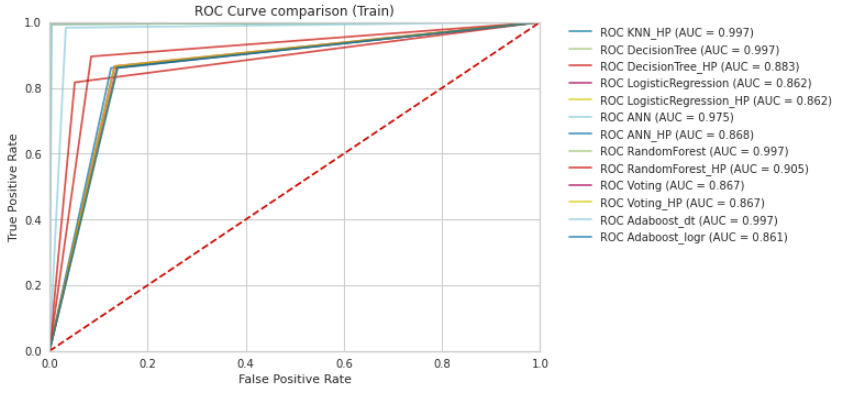 ROC Curve comparison (Train)
True Positive Rate
1.0
0.8
0.6
0.4
0.2
0.0
0.0 0.2 0.4 0.6 0.8 1.0
False Positive Rate
ROC KNN_HP (AUC = 0.997)
ROC DecisionTree (AUC = 0.997)
ROC DecisionTree_HP (AUC = 0.883)
ROC LogisticRegression (AUC = 0.862)
ROC LogisticRegression_HP (AUC = 0.862)
ROC ANN (AUC = 0.975)
ROC ANN_HP (AUC = 0.868)
ROC RandomForest (AUC = 0.997)
ROC RandomForest_HP (AUC = 0.905)
ROC Voting (AUC = 0.867)
ROC Voting_HP (AUC = 0.867)
ROC Adaboost_dt (AUC = 0.997)
ROC Adaboost_logr (AUC = 0.861)